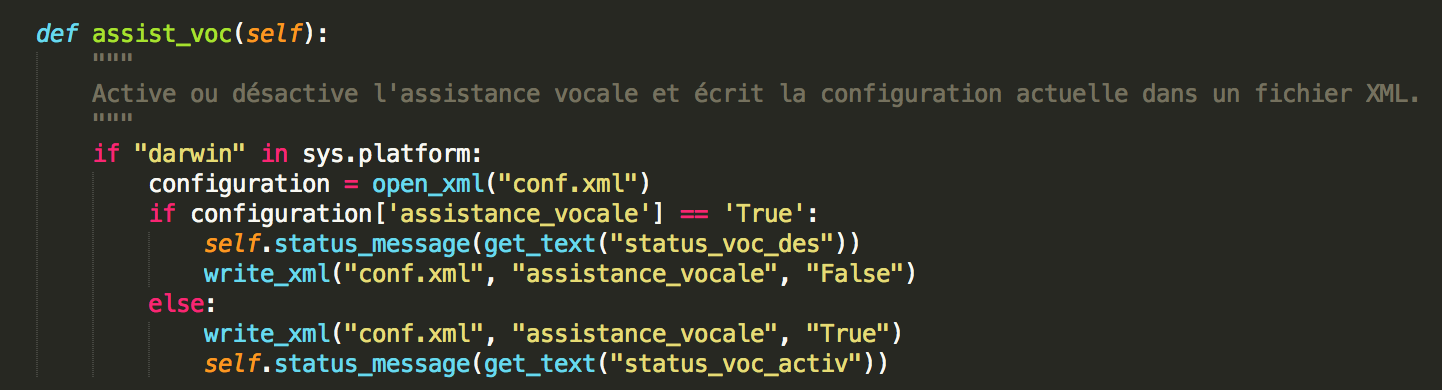 def assist_voc(self):
    """
    Active ou désactive l'assistance vocale et écrit la configuration actuelle dans un fichier XML.
    """
    if "darwin" in sys.platform:
        configuration = open_xml("conf.xml")
        if configuration['assistance_vocale'] == 'True':
            self.status_message(get_text("status_voc_des"))
            write_xml("conf.xml", "assistance_vocale", "False")
        else:
            write_xml("conf.xml", "assistance_vocale", "True")
            self.status_message(get_text("status_voc_activ"))